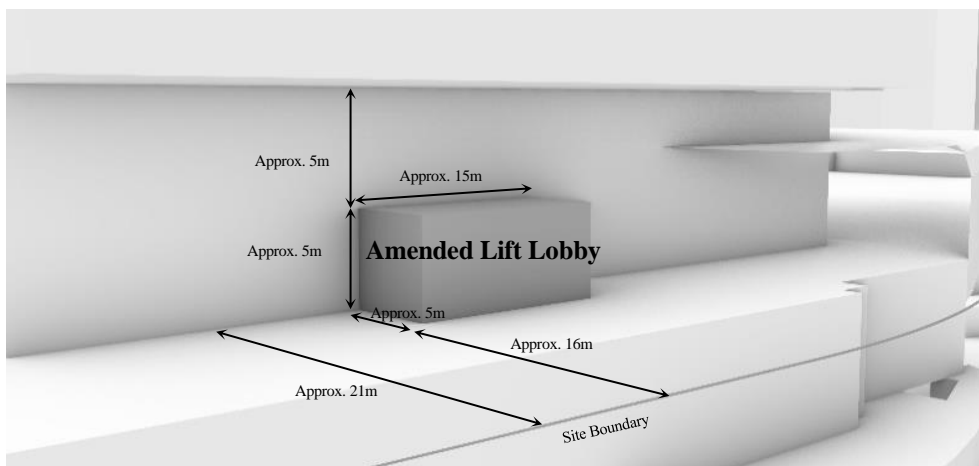 Approx. 5m
Approx. 15m
Approx. 5m
Amended Lift Lobby
Approx. 5m
Approx. 16m
Approx. 21m
Site Boundary